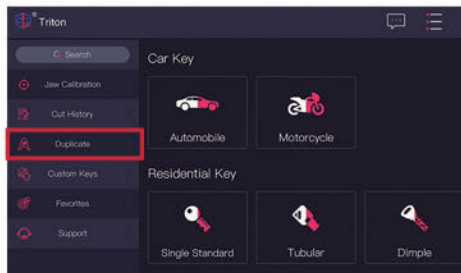 Triton
Search
Jaw Calibration
Cut History
Duplicate
Custom Keys
Favorites
Support
Car Key
Automobile
Motorcycle
Residential Key
Single Standard
Tubular
Dimple